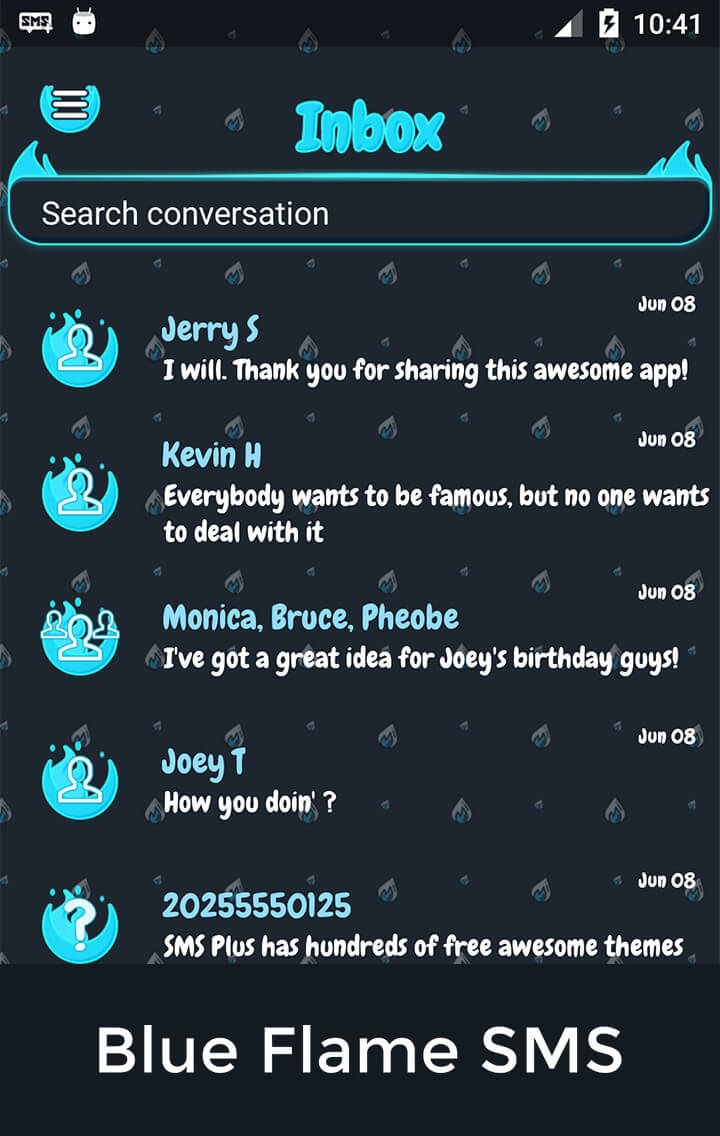 SMS
10:41
Inbox
Search conversation
Jun 08
Jerry S
I will. Thank you for sharing this awesome app!
Jun 08
Kevin H
Everybody wants to be famous, but no one wants
to deal with it
Jun 08
Monica, Bruce, Pheobe
I've got a great idea for Joey's birthday guys!
Jun 08
Joey T
How you doin' ?
Jun 08
20255550125
SMS Plus has hundreds of free awesome themes
Blue Flame SMS